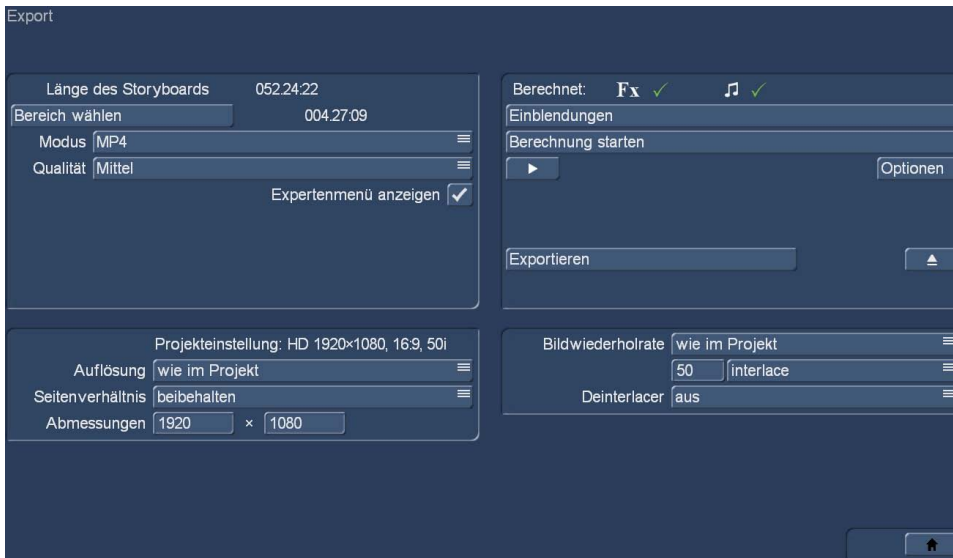 Export
Länge des Storyboards 052.24:22
Bereich wählen 004.27:09
Modus MP4
Qualität Mittel
Expertenmenü anzeigen
Berechnet: Fx
Einblendungen
Berechnung starten
Optionen
Exportieren
Projekteinstellung: HD 1920×1080, 16:9, 50i
Auflösung wie im Projekt
Seitenverhältnis beibehalten
Abmessungen 1920 × 1080
Bildwiederholrate wie im Projekt
50 interlace
Deinterlacer aus